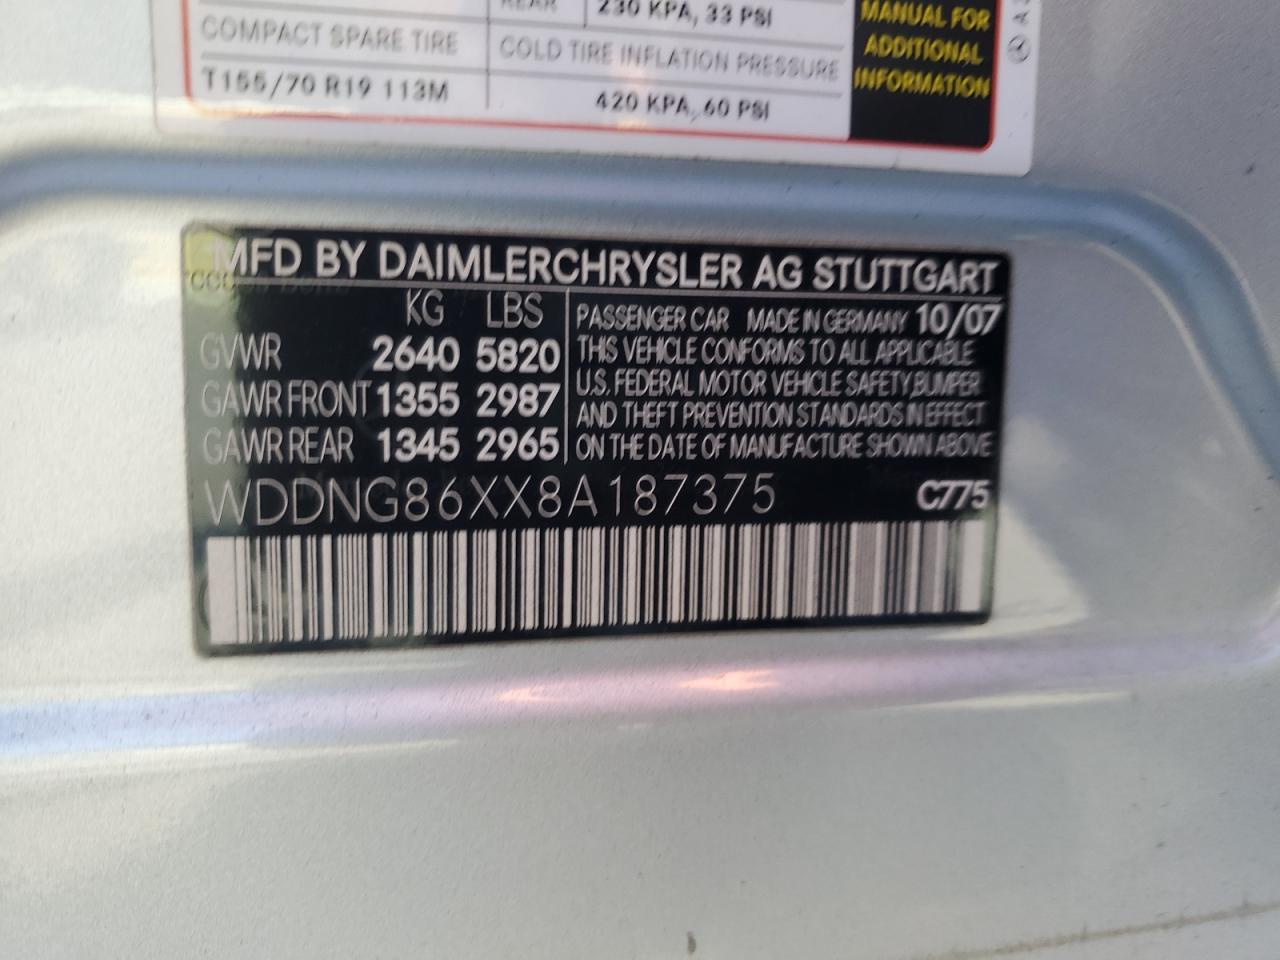 REAR 230 KPA, 33 PSI
COMPACT SPARE TIRE COLD TIRE INFLATION PRESSURE
T155/70 R19 113M 420 KPA, 60 PSI
MANUAL FOR
ADDITIONAL
INFORMATION
MFD BY DAIMLERCHRYSLER AG STUTTGART
KG LBS
GVWR 2640 5820
GAWR FRONT 1355 2987
GAWR REAR 1345 2965
PASSENGER CAR MADE IN GERMANY 10/07
THIS VEHICLE CONFORMS TO ALL APPLICABLE
U.S. FEDERAL MOTOR VEHICLE SAFETY,BUMPER
AND THEFT PREVENTION STANDARDS IN EFFECT
ON THE DATE OF MANUFACTURE SHOWN ABOVE
WDDNG86XX8A187375 C775